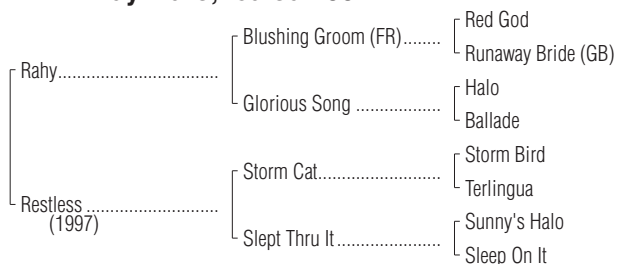 Red God
Blushing Groom (FR)........
Runaway Bride (GB)
Rahy.................................
Halo
Glorious Song ..................
Ballade
Storm Bird
Storm Cat..........................
Terlingua
Restless ...........................
(1997)
Sunny's Halo
Slept Thru It......................
Sleep On It